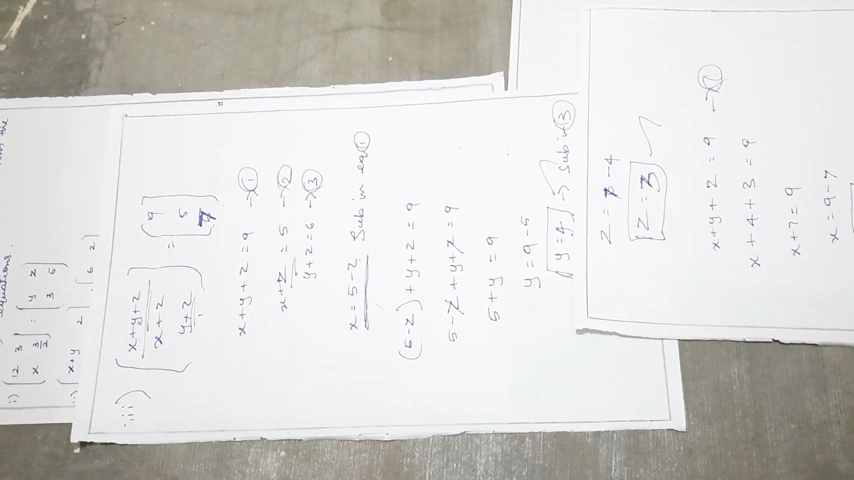 equations.
i) [12 3
x 3/2] = [y z
3 5]
ii) [x+y 2
[6 2]
iii) [x+y+z
x+z
y+z] = [9
5
7]
x+y+z=9 → ①
x+z=5 → ②
y+z=6 → ③
x=5-z Sub in eq ①
(5-z)+y+z=9
5-z+y+z=9
5+y=9
y=9-5
y=4 → Sub in ③
z=7-4
z=3
x+y+z=9 → ①
x+4+3=9
x+7=9
x=9-7